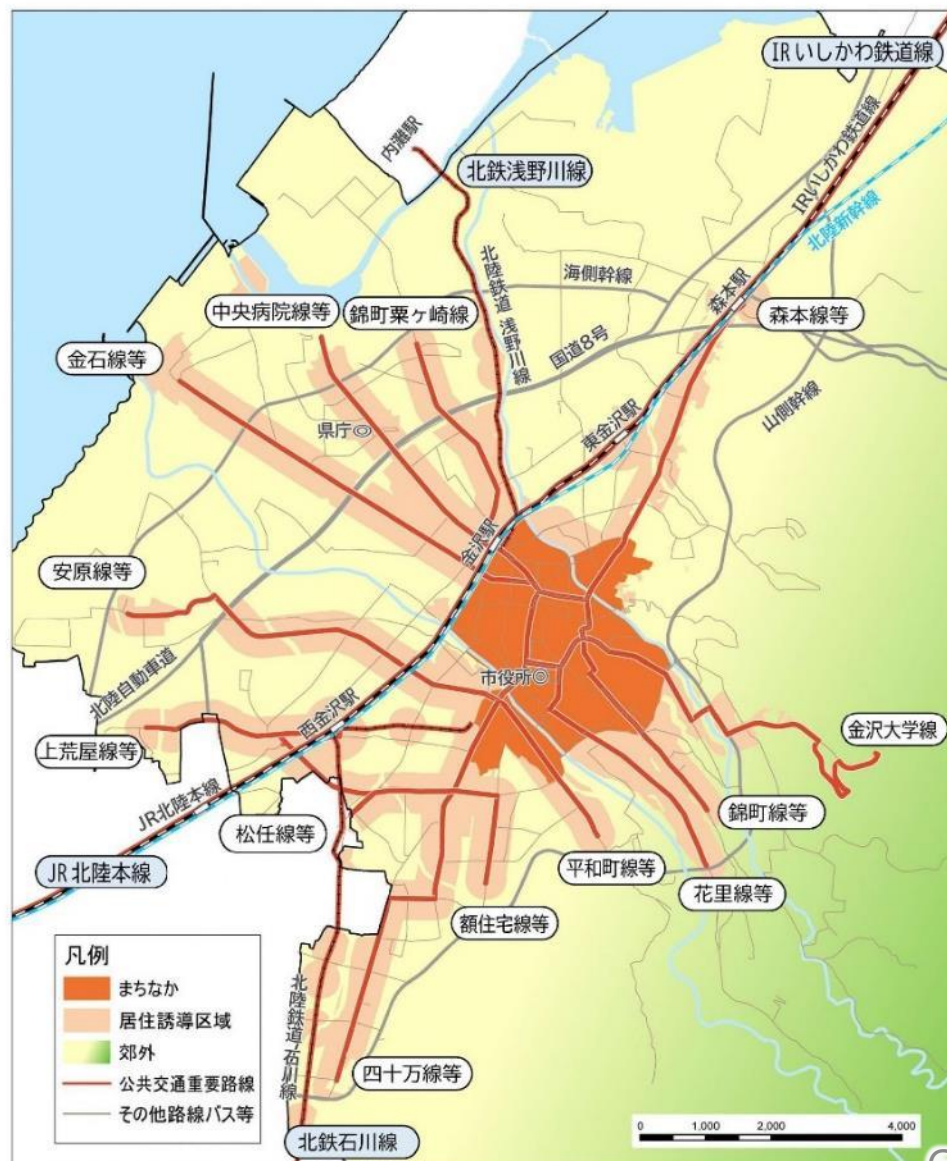 IRいしかわ鉄道線
内灘駅
北鉄浅野川線
IRいしかわ鉄道線
北陸新幹線
海側幹線
北陸鉄道 浅野川線
森本駅
中央病院線等
錦町粟ヶ崎線
森本線等
国道8号
金石線等
山側幹線
東金沢駅
県庁◎
金沢駅
安原線等
市役所◎
北陸自動車道
西金沢駅
上荒屋線等
金沢大学線
JR北陸本線
松任線等
錦町線等
平和町線等
JR北陸本線
花里線等
額住宅線等
凡例
まちなか
居住誘導区域
郊外
公共交通重要路線
その他路線バス等
北陸鉄道 石川線
四十万線等
北鉄石川線
0 1,000 2,000 4,000